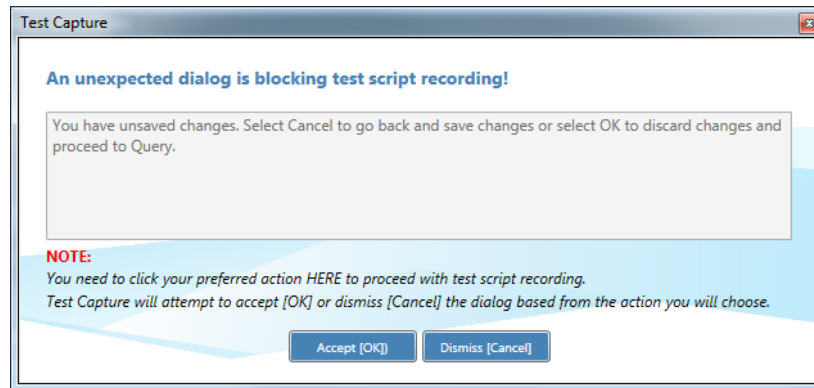 Test Capture
An unexpected dialog is blocking test script recording!
You have unsaved changes. Select Cancel to go back and save changes or select OK to discard changes and
proceed to Query.
NOTE:
You need to click your preferred action HERE to proceed with test script recording.
Test Capture will attempt to accept [OK] or dismiss [Cancel] the dialog based from the action you will choose.
Accept [OK])
Dismiss [Cancel]